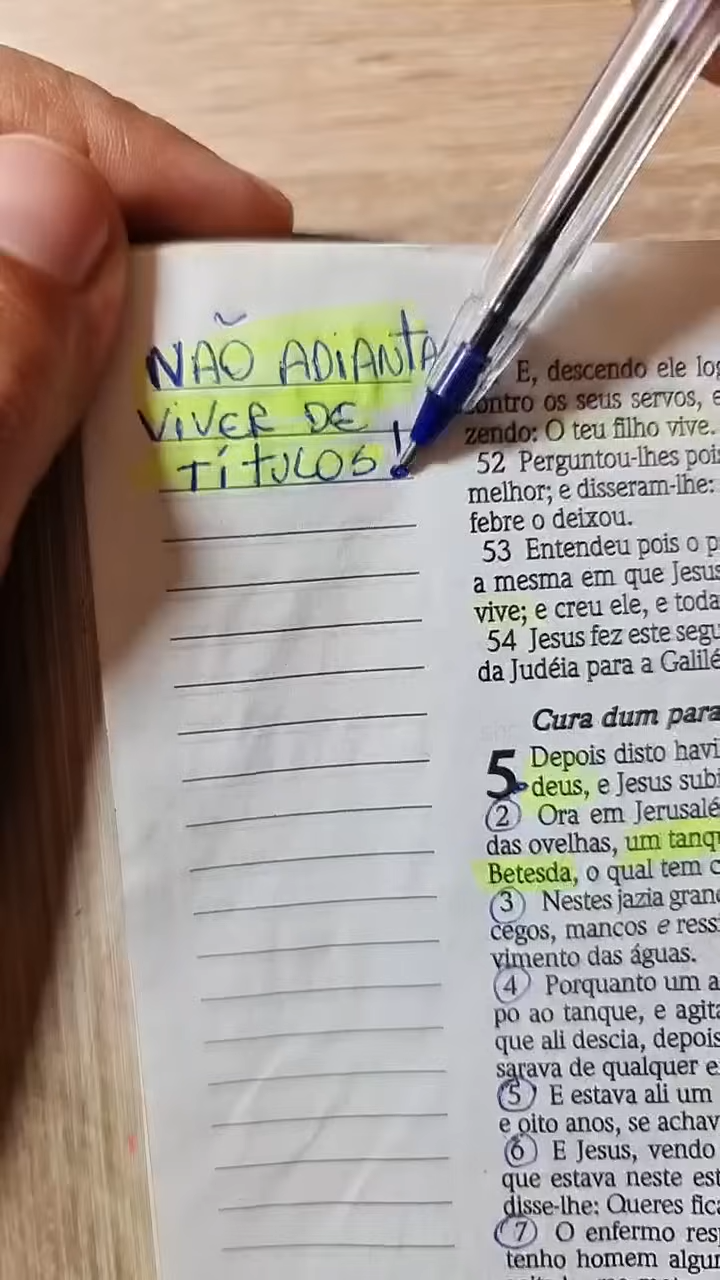 NÃO ADIANTA
VIVER DE
TÍTULOS!
E, descendo ele log
contro os seus servos, e
zendo: O teu filho vive.
52 Perguntou-lhes pois
melhor; e disseram-lhe:
febre o deixou.
53 Entendeu pois o p
a mesma em que Jesus
vive; e creu ele, e toda
54 Jesus fez este segu
da Judéia para a Galilé
Cura dum para
5 Depois disto havi
deus, e Jesus subi
2 Ora em Jerusalé
das ovelhas, um tanq
Betesda, o qual tem c
3 Nestes jazia gran
cegos, mancos e ress
vimento das águas.
4 Porquanto um a
po ao tanque, e agita
que ali descia, depois
sarava de qualquer e
5 E estava ali um
e oito anos, se achav
6 E Jesus, vendo
que estava neste est
disse-lhe: Queres fica
7 O enfermo res
tenho homem algu